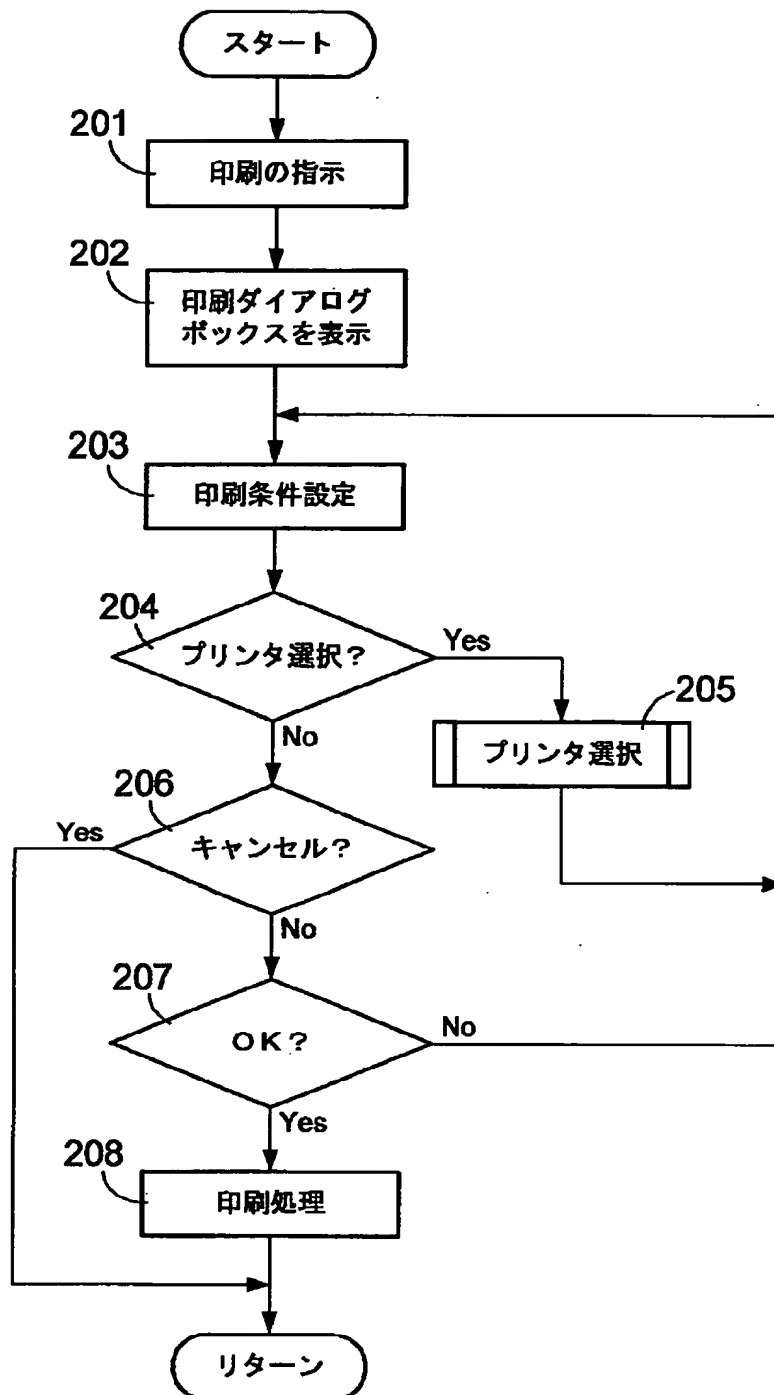 スタート
201
印刷の指示
202
印刷ダイアログ
ボックスを表示
203
印刷条件設定
204
プリンタ選択？
Yes
205
プリンタ選択
No
206
キャンセル？
Yes
No
207
OK？
No
Yes
208
印刷処理
リターン